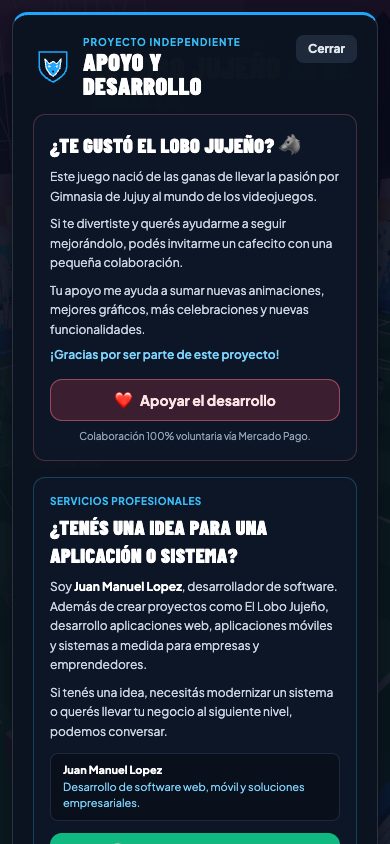 PROYECTO INDEPENDIENTE
APOYO Y
DESARROLLO
Cerrar
¿TE GUSTÓ EL LOBO JUJEÑO? 🐺
Este juego nació de las ganas de llevar la pasión por
Gimnasia de Jujuy al mundo de los videojuegos.
Si te divertiste y querés ayudarme a seguir
mejorándolo, podés invitarme un cafecito con una
pequeña colaboración.
Tu apoyo me ayuda a sumar nuevas animaciones,
mejores gráficos, más celebraciones y nuevas
funcionalidades.
¡Gracias por ser parte de este proyecto!
❤️ Apoyar el desarrollo
Colaboración 100% voluntaria vía Mercado Pago.
SERVICIOS PROFESIONALES
¿TENÉS UNA IDEA PARA UNA
APLICACIÓN O SISTEMA?
Soy Juan Manuel Lopez, desarrollador de software.
Además de crear proyectos como El Lobo Jujeño,
desarrollo aplicaciones web, aplicaciones móviles
y sistemas a medida para empresas y
emprendedores.
Si tenés una idea, necesitás modernizar un sistema
o querés llevar tu negocio al siguiente nivel,
podemos conversar.
Juan Manuel Lopez
Desarrollo de software web, móvil y soluciones
empresariales.